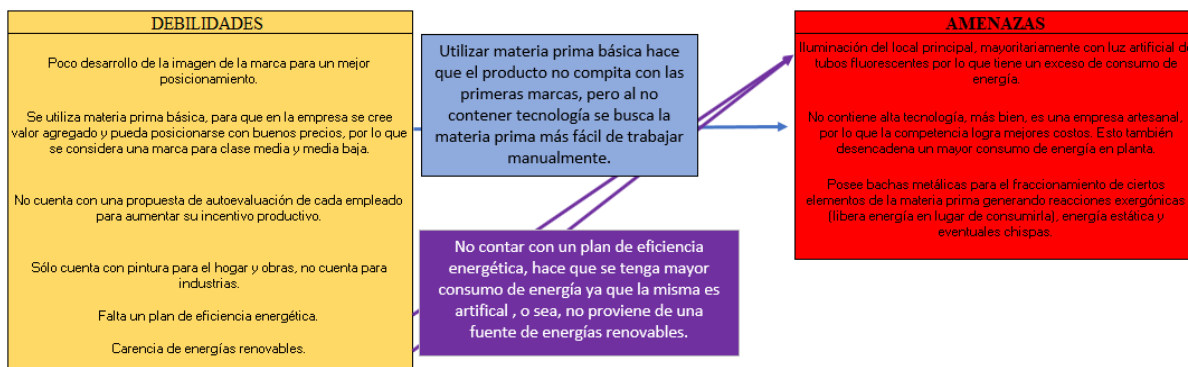 DEBILIDADES
Poco desarrollo de la imagen de la marca para un mejor
posicionamiento.
Se utiliza materia prima básica, para que en la empresa se cree
valor agregado y pueda posicionarse con buenos precios, por lo que
se considera una marca para clase media y media baja.
No cuenta con una propuesta de autoevaluación de cada empleado
para aumentar su incentivo productivo.
Sólo cuenta con pintura para el hogar y obras, no cuenta para
industrias.
Falta un plan de eficiencia energética.
Carencia de energías renovables.
Utilizar materia prima básica hace
que el producto no compita con las
primeras marcas, pero al no
contener tecnología se busca la
materia prima más fácil de trabajar
manualmente.
No contar con un plan de eficiencia
energética, hace que se tenga mayor
consumo de energía ya que la misma es
artifical , o sea, no proviene de una
fuente de energías renovables.
AMENAZAS
Iluminación del local principal, mayoritariamente con luz artificial de
tubos fluorescentes por lo que tiene un exceso de consumo de
energía.
No contiene alta tecnología, más bien, es una empresa artesanal,
por lo que la competencia logra mejores costos. Esto también
desencadena un mayor consumo de energía en planta.
Posee bachas metálicas para el fraccionamiento de ciertos
elementos de la materia prima generando reacciones exergónicas
(libera energía en lugar de consumirla), energía estática y
eventuales chispas.